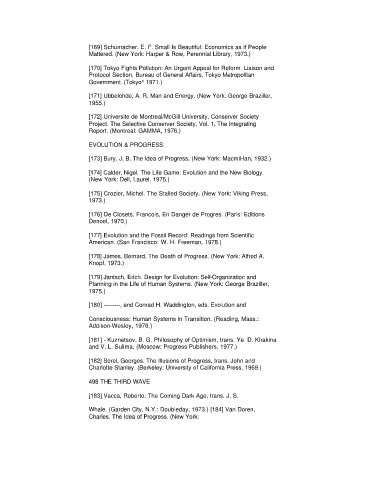 [169] Schumacher, E. F. Small Is Beautiful: Economics as if People
Mattered. (New York: Harper & Row, Perennial Library, 1973.)
[170] Tokyo Fights Pollution: An Urgent Appeal for Reform. Liaison and
Protocol Section, Bureau of General Affairs, Tokyo Metropolitan
Government. (Tokyo^ 1971.)
[171] Ubbelohde, A. R. Man and Energy. (New York: George Braziller,
1955.)
[172] Universite de Montreal/McGill University, Conserver Society
Project. The Selective Conserver Society, Vol. 1, The Integrating
Report. (Montreal: GAMMA, 1976.)
EVOLUTION & PROGRESS
[173] Bury, J. B. The Idea of Progress. (New York: Macmil-lan, 1932.)
[174] Calder, Nigel. The Life Game: Evolution and the New Biology.
(New York: Dell, Laurel, 1975.)
[175] Crozier, Michel. The Stalled Society. (New York: Viking Press,
1973.)
[176] De Closets, Francois, En Danger de Progres. (Paris: Editions
Denoel, 1970.)
[177] Evolution and the Fossil Record: Readings from Scientific
American. (San Francisco: W. H. Freeman, 1978.)
[178] James, Bernard, The Death of Progress. (New York: Alfred A.
Knopf, 1973.)
[179] Jantsch, Erich. Design for Evolution: Self-Organization and
Planning in the Life of Human Systems. (New York: George Braziller,
1975.)
[180] --------, and Conrad H. Waddington, eds. Evolution and
Consciousness: Human Systems in Transition. (Reading, Mass.:
Addison-Wesley, 1976.)
[181] - Kuznetsov, B. G. Philosophy of Optimism, trans. Ye. D. Khakina
and V. L. Sulima. (Moscow: Progress Publishers, 1977.)
[182] Sorel, Georges. The Illusions of Progress, trans. John and
Charlotte Stanley. (Berkeley: University of California Press, 1969.)
498 THE THIRD WAVE
[183] Vacca, Roberto. The Coming Dark Age, trans. J. S.
Whale. (Garden City, N.Y.: Doubleday, 1973.) [184] Van Doren,
Charles. The Idea of Progress. (New York: